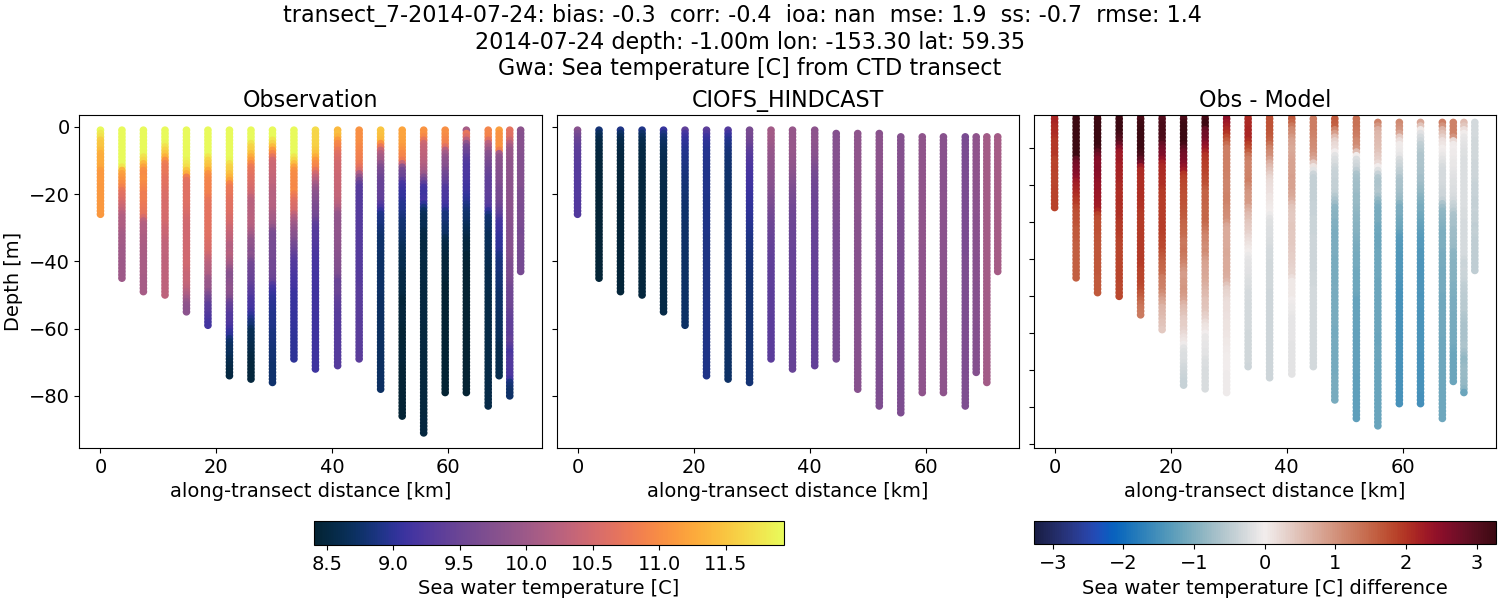 transect_7-2014-07-24: bias: -0.3  corr: -0.4  ioa: nan  mse: 1.9  ss: -0.7  rmse: 1.4
2014-07-24 depth: -1.00m lon: -153.30 lat: 59.35
Gwa: Sea temperature [C] from CTD transect
Observation
CIOFS_HINDCAST
Obs - Model
Depth [m]
0
−20
−40
−60
−80
0 20 40 60
0 20 40 60
0 20 40 60
along-transect distance [km]
along-transect distance [km]
along-transect distance [km]
8.5 9.0 9.5 10.0 10.5 11.0 11.5
Sea water temperature [C]
−3 −2 −1 0 1 2 3
Sea water temperature [C] difference